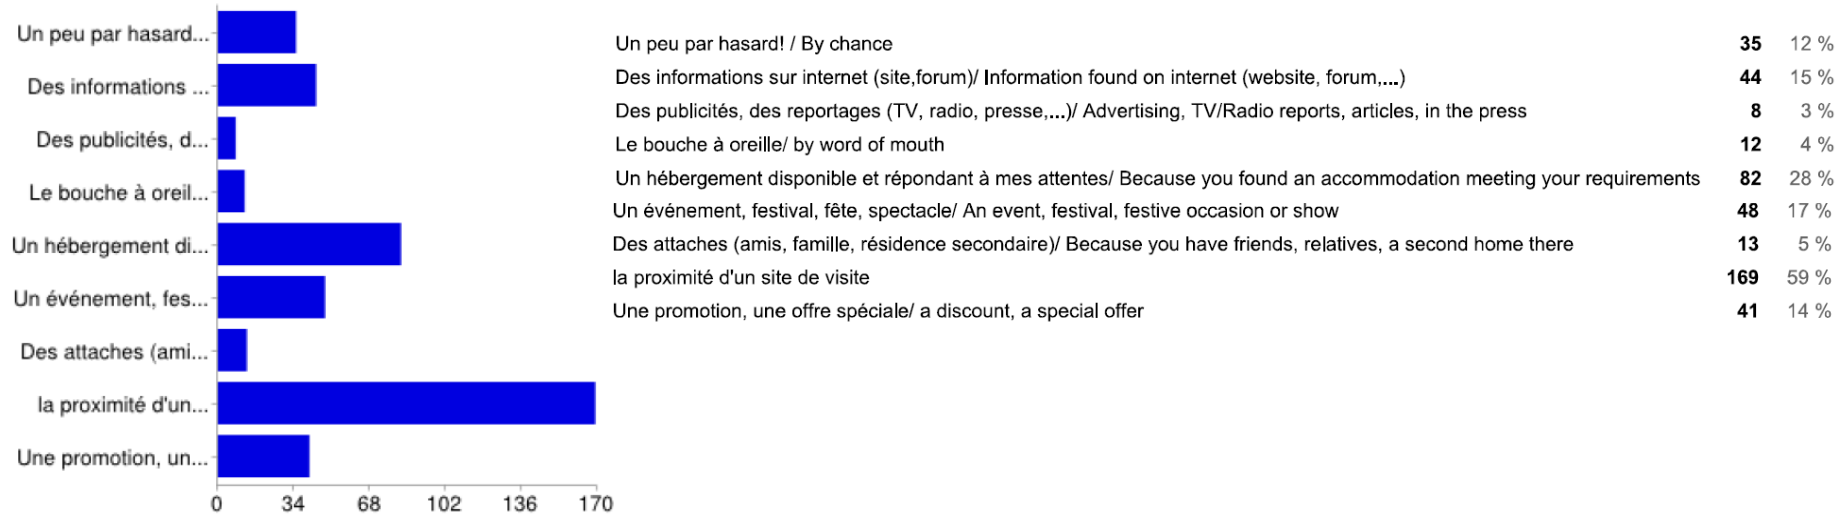 Un peu par hasard...
Des informations ...
Des publicités, d...
Le bouche à oreil...
Un hébergement di...
Un événement, fes...
Des attaches (ami...
la proximité d'un...
Une promotion, un...
0 34 68 102 136 170
Un peu par hasard! / By chance 35 12 %
Des informations sur internet (site,forum)/ Information found on internet (website, forum,...) 44 15 %
Des publicités, des reportages (TV, radio, presse,...)/ Advertising, TV/Radio reports, articles, in the press 8 3 %
Le bouche à oreille/ by word of mouth 12 4 %
Un hébergement disponible et répondant à mes attentes/ Because you found an accommodation meeting your requirements 82 28 %
Un événement, festival, fête, spectacle/ An event, festival, festive occasion or show 48 17 %
Des attaches (amis, famille, résidence secondaire)/ Because you have friends, relatives, a second home there 13 5 %
la proximité d'un site de visite 169 59 %
Une promotion, une offre spéciale/ a discount, a special offer 41 14 %